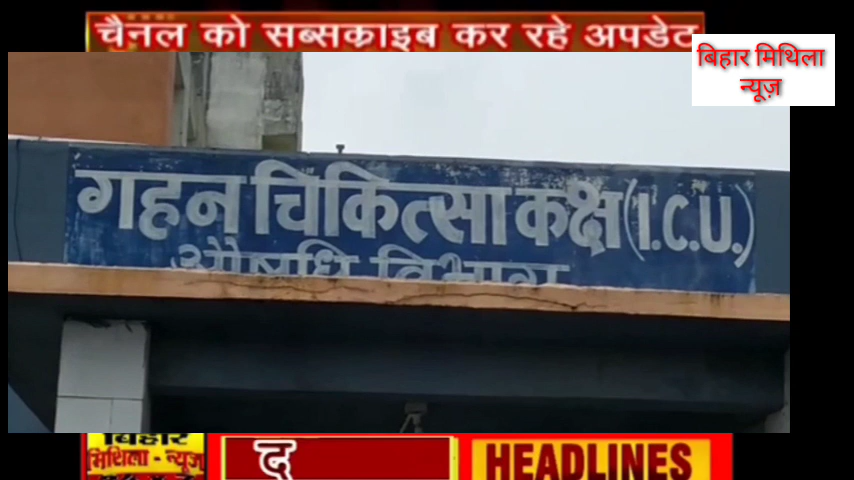 चैनल को सब्सक्राइब कर रहे अपडेट
बिहार मिथिला
न्यूज़
गहन चिकित्सा कक्ष (I.C.U.)
औषधि विभाग
बिहार
मिथिला - न्यूज
द्
HEADLINES